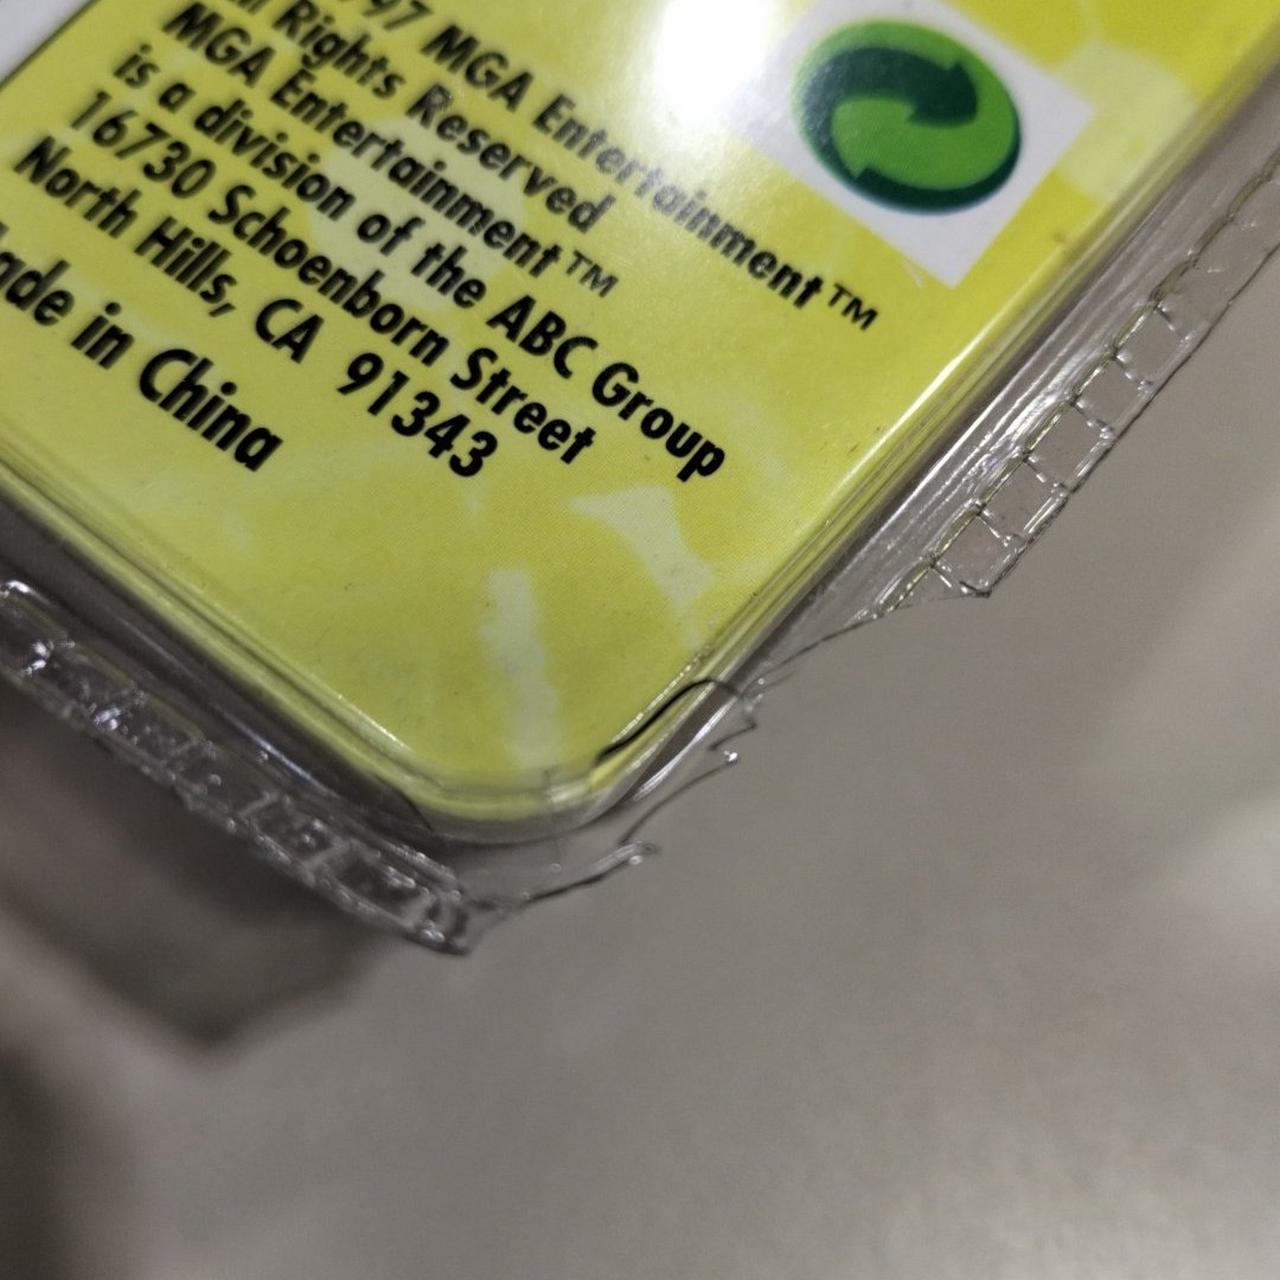 97 MGA Entertainment™
Rights Reserved
MGA Entertainment™
is a division of the ABC Group
16730 Schoenborn Street
North Hills, CA 91343
ade in China